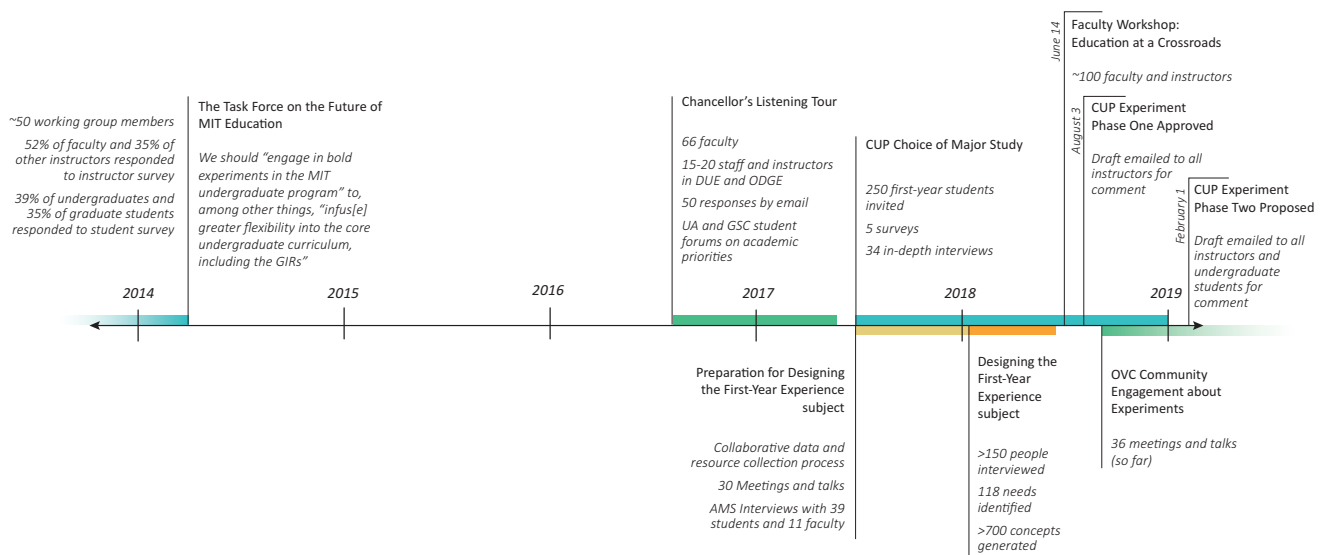 ~50 working group members
52% of faculty and 35% of
other instructors responded
to instructor survey
39% of undergraduates and
35% of graduate students
responded to student survey
The Task Force on the Future of
MIT Education
We should “engage in bold
experiments in the MIT
undergraduate program” to,
among other things, “infus[e]
greater flexibility into the core
undergraduate curriculum,
including the GIRs”
Chancellor’s Listening Tour
66 faculty
15-20 staff and instructors
in DUE and ODGE
50 responses by email
UA and GSC student
forums on academic
priorities
CUP Choice of Major Study
250 first-year students
invited
5 surveys
34 in-depth interviews
June 14
Faculty Workshop:
Education at a Crossroads
~100 faculty and instructors
August 3
CUP Experiment
Phase One Approved
Draft emailed to all
instructors for
comment
February 1
CUP Experiment
Phase Two Proposed
Draft emailed to all
instructors and
undergraduate
students for
comment
2014
2015
2016
2017
2018
2019
Preparation for Designing
the First-Year Experience
subject
Collaborative data and
resource collection process
30 Meetings and talks
AMS Interviews with 39
students and 11 faculty
Designing the
First-Year
Experience
subject
>150 people
interviewed
118 needs
identified
>700 concepts
generated
OVC Community
Engagement about
Experiments
36 meetings and talks
(so far)